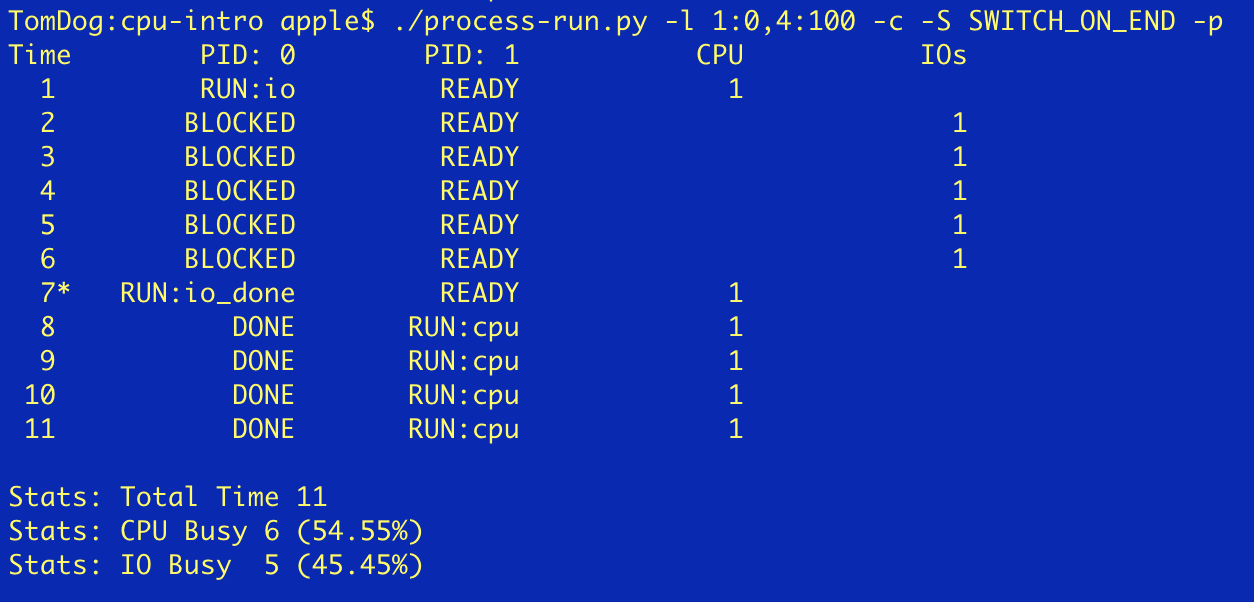 TomDog:cpu-intro apple$ ./process-run.py -l 1:0,4:100 -c -S SWITCH_ON_END -p
Time        PID: 0        PID: 1           CPU           IOs
  1         RUN:io         READY             1
  2        BLOCKED         READY                           1
  3        BLOCKED         READY                           1
  4        BLOCKED         READY                           1
  5        BLOCKED         READY                           1
  6        BLOCKED         READY                           1
  7*   RUN:io_done         READY             1
  8           DONE       RUN:cpu             1
  9           DONE       RUN:cpu             1
 10           DONE       RUN:cpu             1
 11           DONE       RUN:cpu             1
Stats: Total Time 11
Stats: CPU Busy 6 (54.55%)
Stats: IO Busy  5 (45.45%)